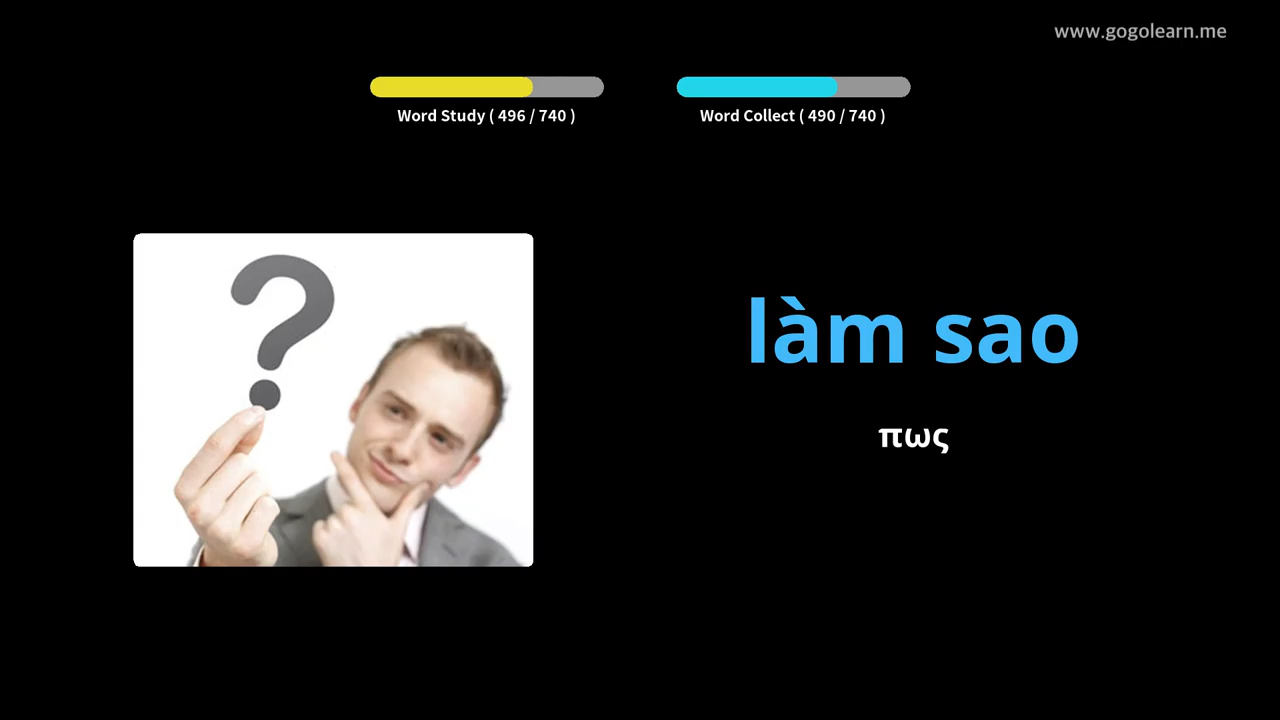 www.gogolearn.me
Word Study ( 496 / 740 )
Word Collect ( 490 / 740 )
?
làm sao
πως